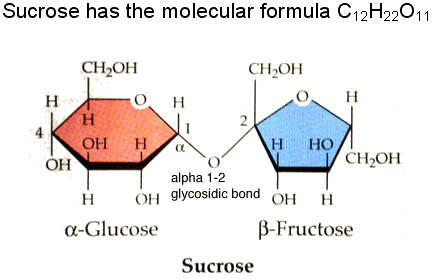 Sucrose has the molecular formula C₁₂H₂₂O₁₁
CH₂OH CH₂OH
H O H O H
H
4 1 2
OH H α H HO
OH O CH₂OH
alpha 1-2
glycosidic bond
H OH OH H
α-Glucose β-Fructose
Sucrose